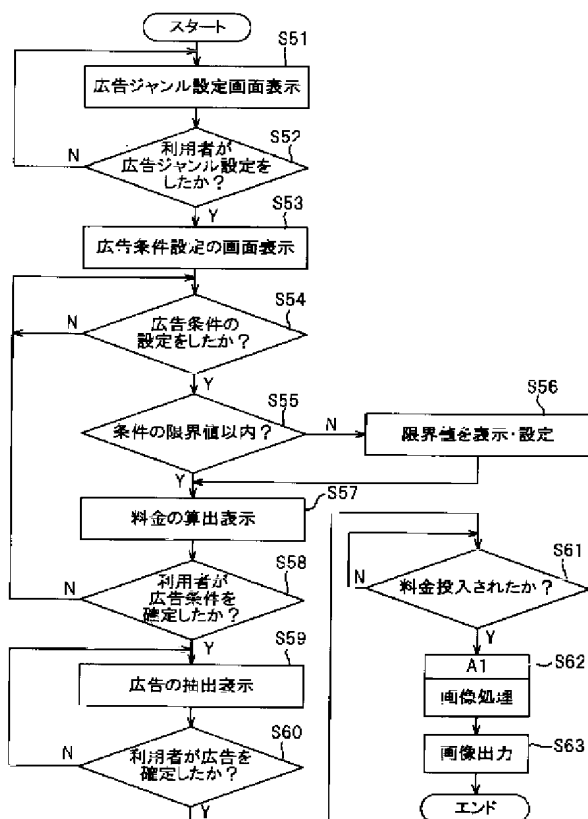 スタート
S51
広告ジャンル設定画面表示
S52
利用者が
広告ジャンル設定を
したか?
N
Y
S53
広告条件設定の画面表示
S54
広告条件の
設定をしたか?
N
Y
S55
条件の限界値以内?
N
Y
S56
限界値を表示・設定
S57
料金の算出表示
S58
利用者が
広告条件を
確定したか?
N
Y
S59
広告の抽出表示
S60
利用者が広告を
確定したか?
N
Y
S61
料金投入されたか?
N
Y
S62
A1
画像処理
S63
画像出力
エンド